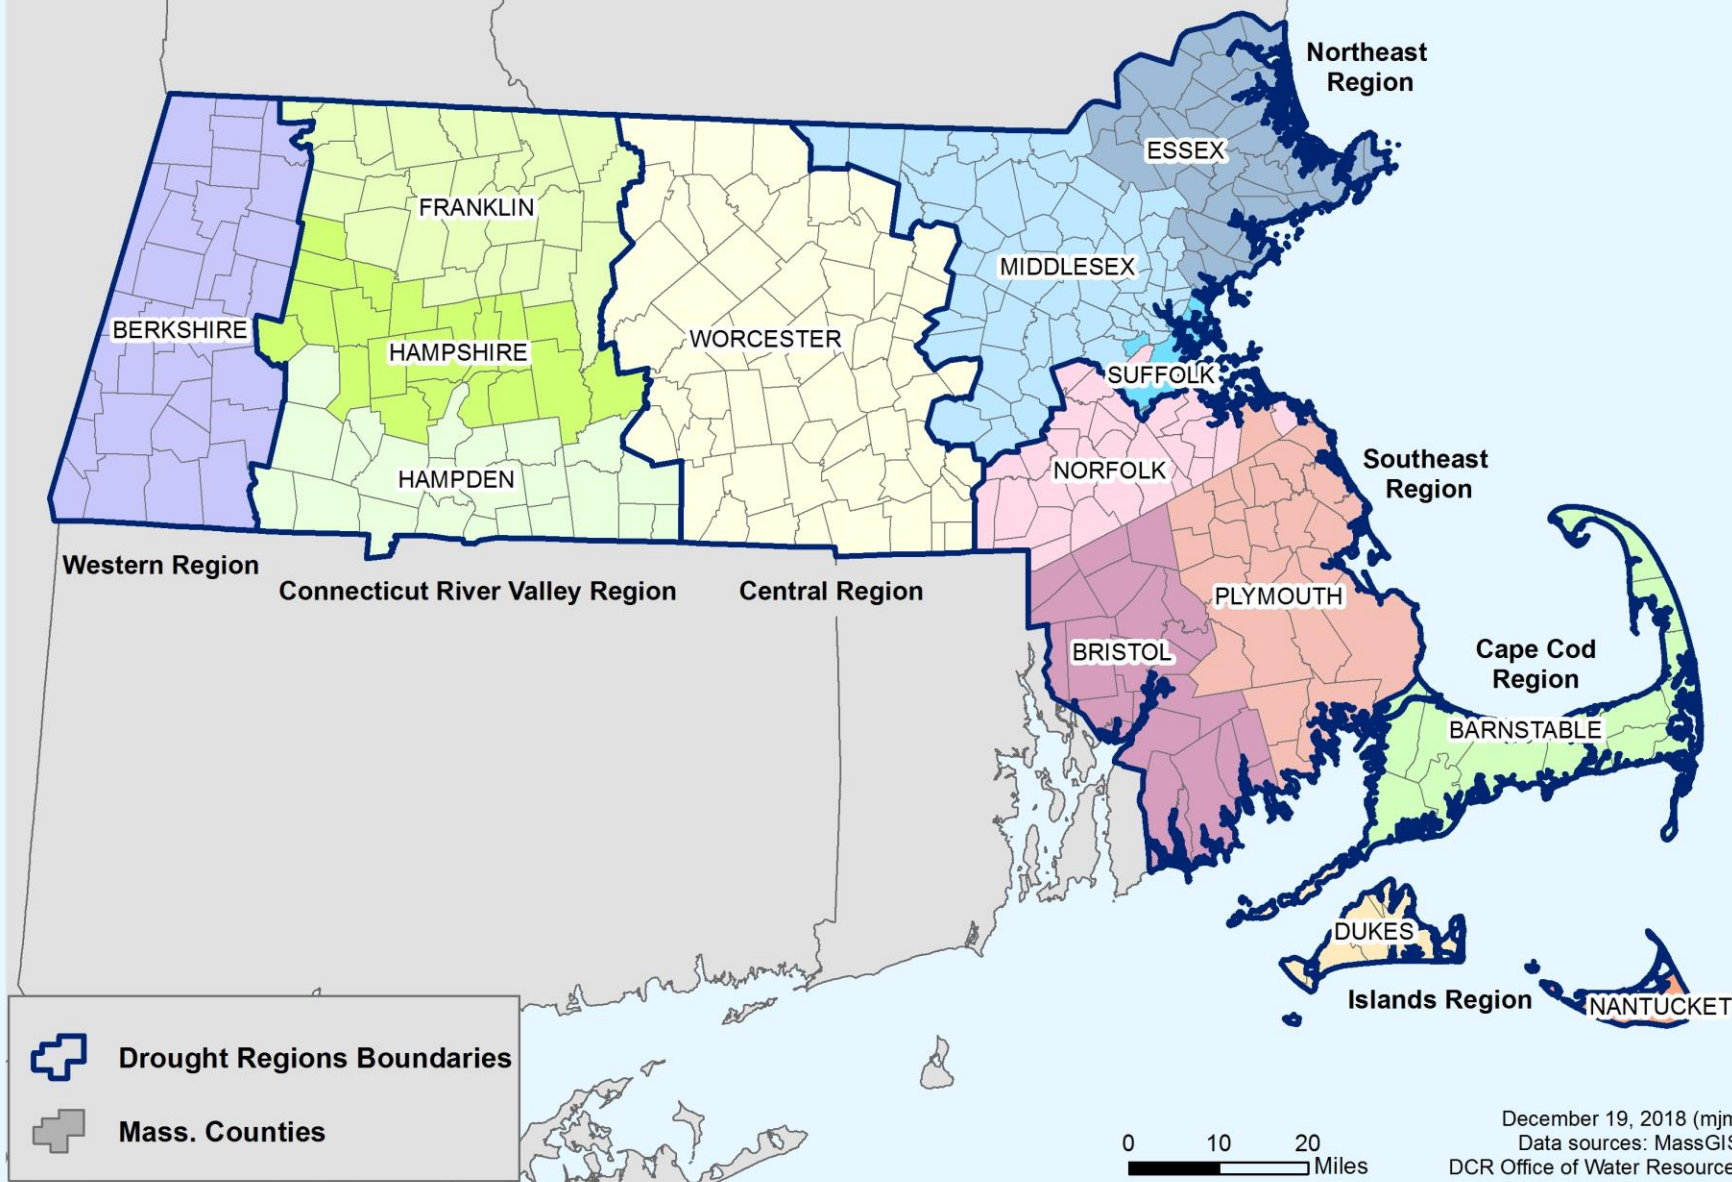 Northeast
Region
ESSEX
FRANKLIN
MIDDLESEX
BERKSHIRE
HAMPSHIRE
WORCESTER
SUFFOLK
HAMPDEN
NORFOLK
Southeast
Region
Western Region
Connecticut River Valley Region
Central Region
PLYMOUTH
BRISTOL
Cape Cod
Region
BARNSTABLE
DUKES
Islands Region
NANTUCKET
Drought Regions Boundaries
Mass. Counties
0 10 20
Miles
December 19, 2018 (mjm
Data sources: MassGIS
DCR Office of Water Resource